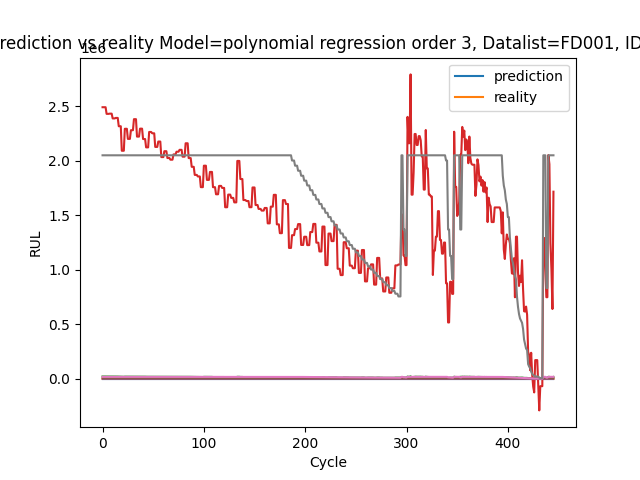 rediction vs reality Model=polynomial regression order 3, Datalist=FD001, ID
1e6
prediction
reality
2.5
2.0
1.5
1.0
0.5
0.0
RUL
0 100 200 300 400
Cycle